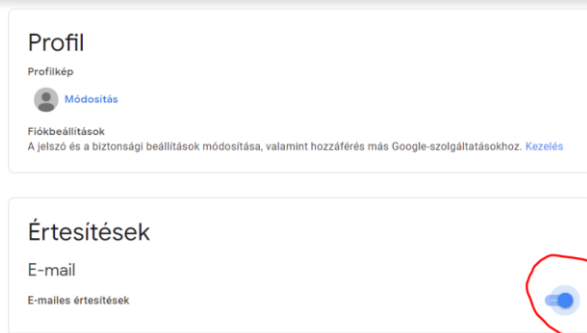 Profil
Profilkép
Módosítás
Fiókbeállítások
A jelszó és a biztonsági beállítások módosítása, valamint hozzáférés más Google-szolgáltatásokhoz. Kezelés
Értesítések
E-mail
E-mailes értesítések